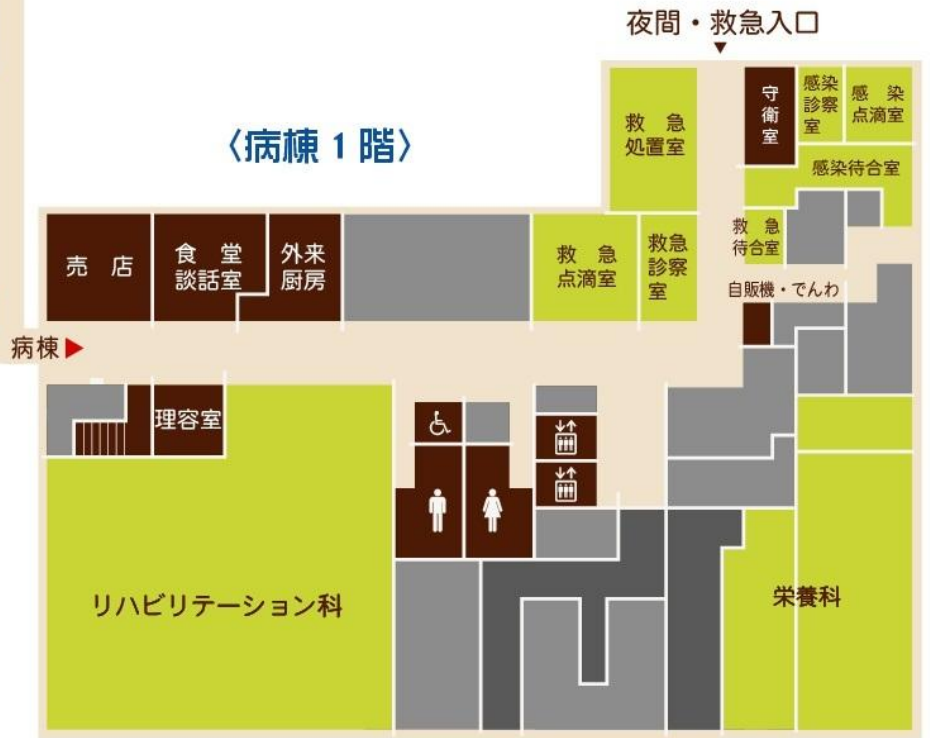 夜間・救急入口
▼
〈病棟1階〉
救急
処置室
守
衛
室
感染
診察
室
感染
点滴室
感染待合室
売店
食堂
談話室
外来
厨房
救急
点滴室
救急
診察
室
救急
待合室
自販機・でんわ
病棟▶
理容室
リハビリテーション科
栄養科